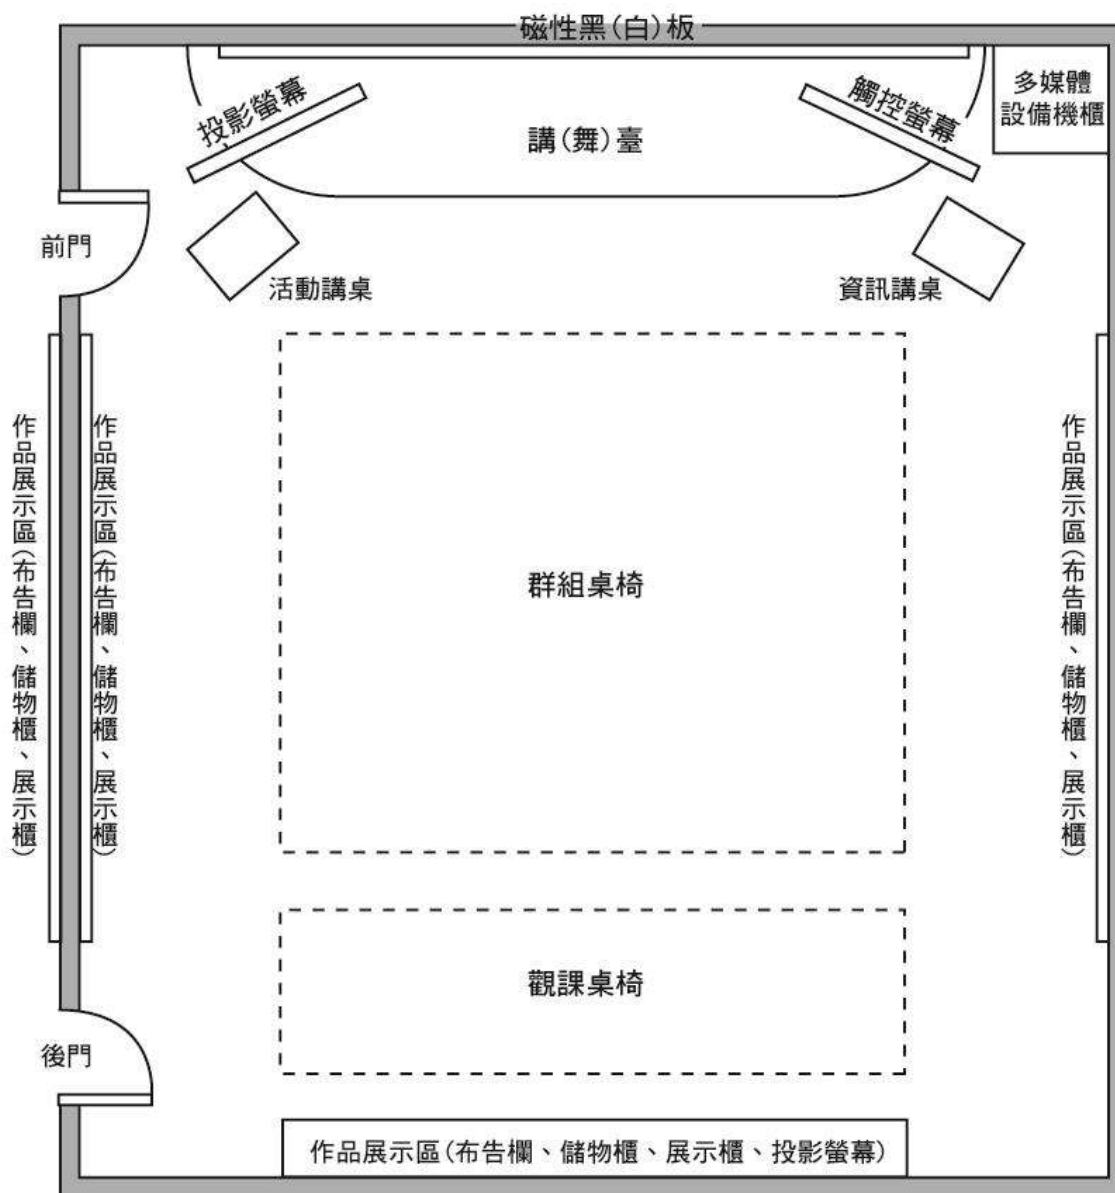 磁性黑(白)板
投影螢幕
講(舞)臺
觸控螢幕
多媒體
設備機櫃
前門
活動講桌
資訊講桌
作品展示區(布告欄、儲物櫃、展示櫃)
作品展示區(布告欄、儲物櫃、展示櫃)
群組桌椅
作品展示區(布告欄、儲物櫃、展示櫃)
觀課桌椅
後門
作品展示區(布告欄、儲物櫃、展示櫃、投影螢幕)